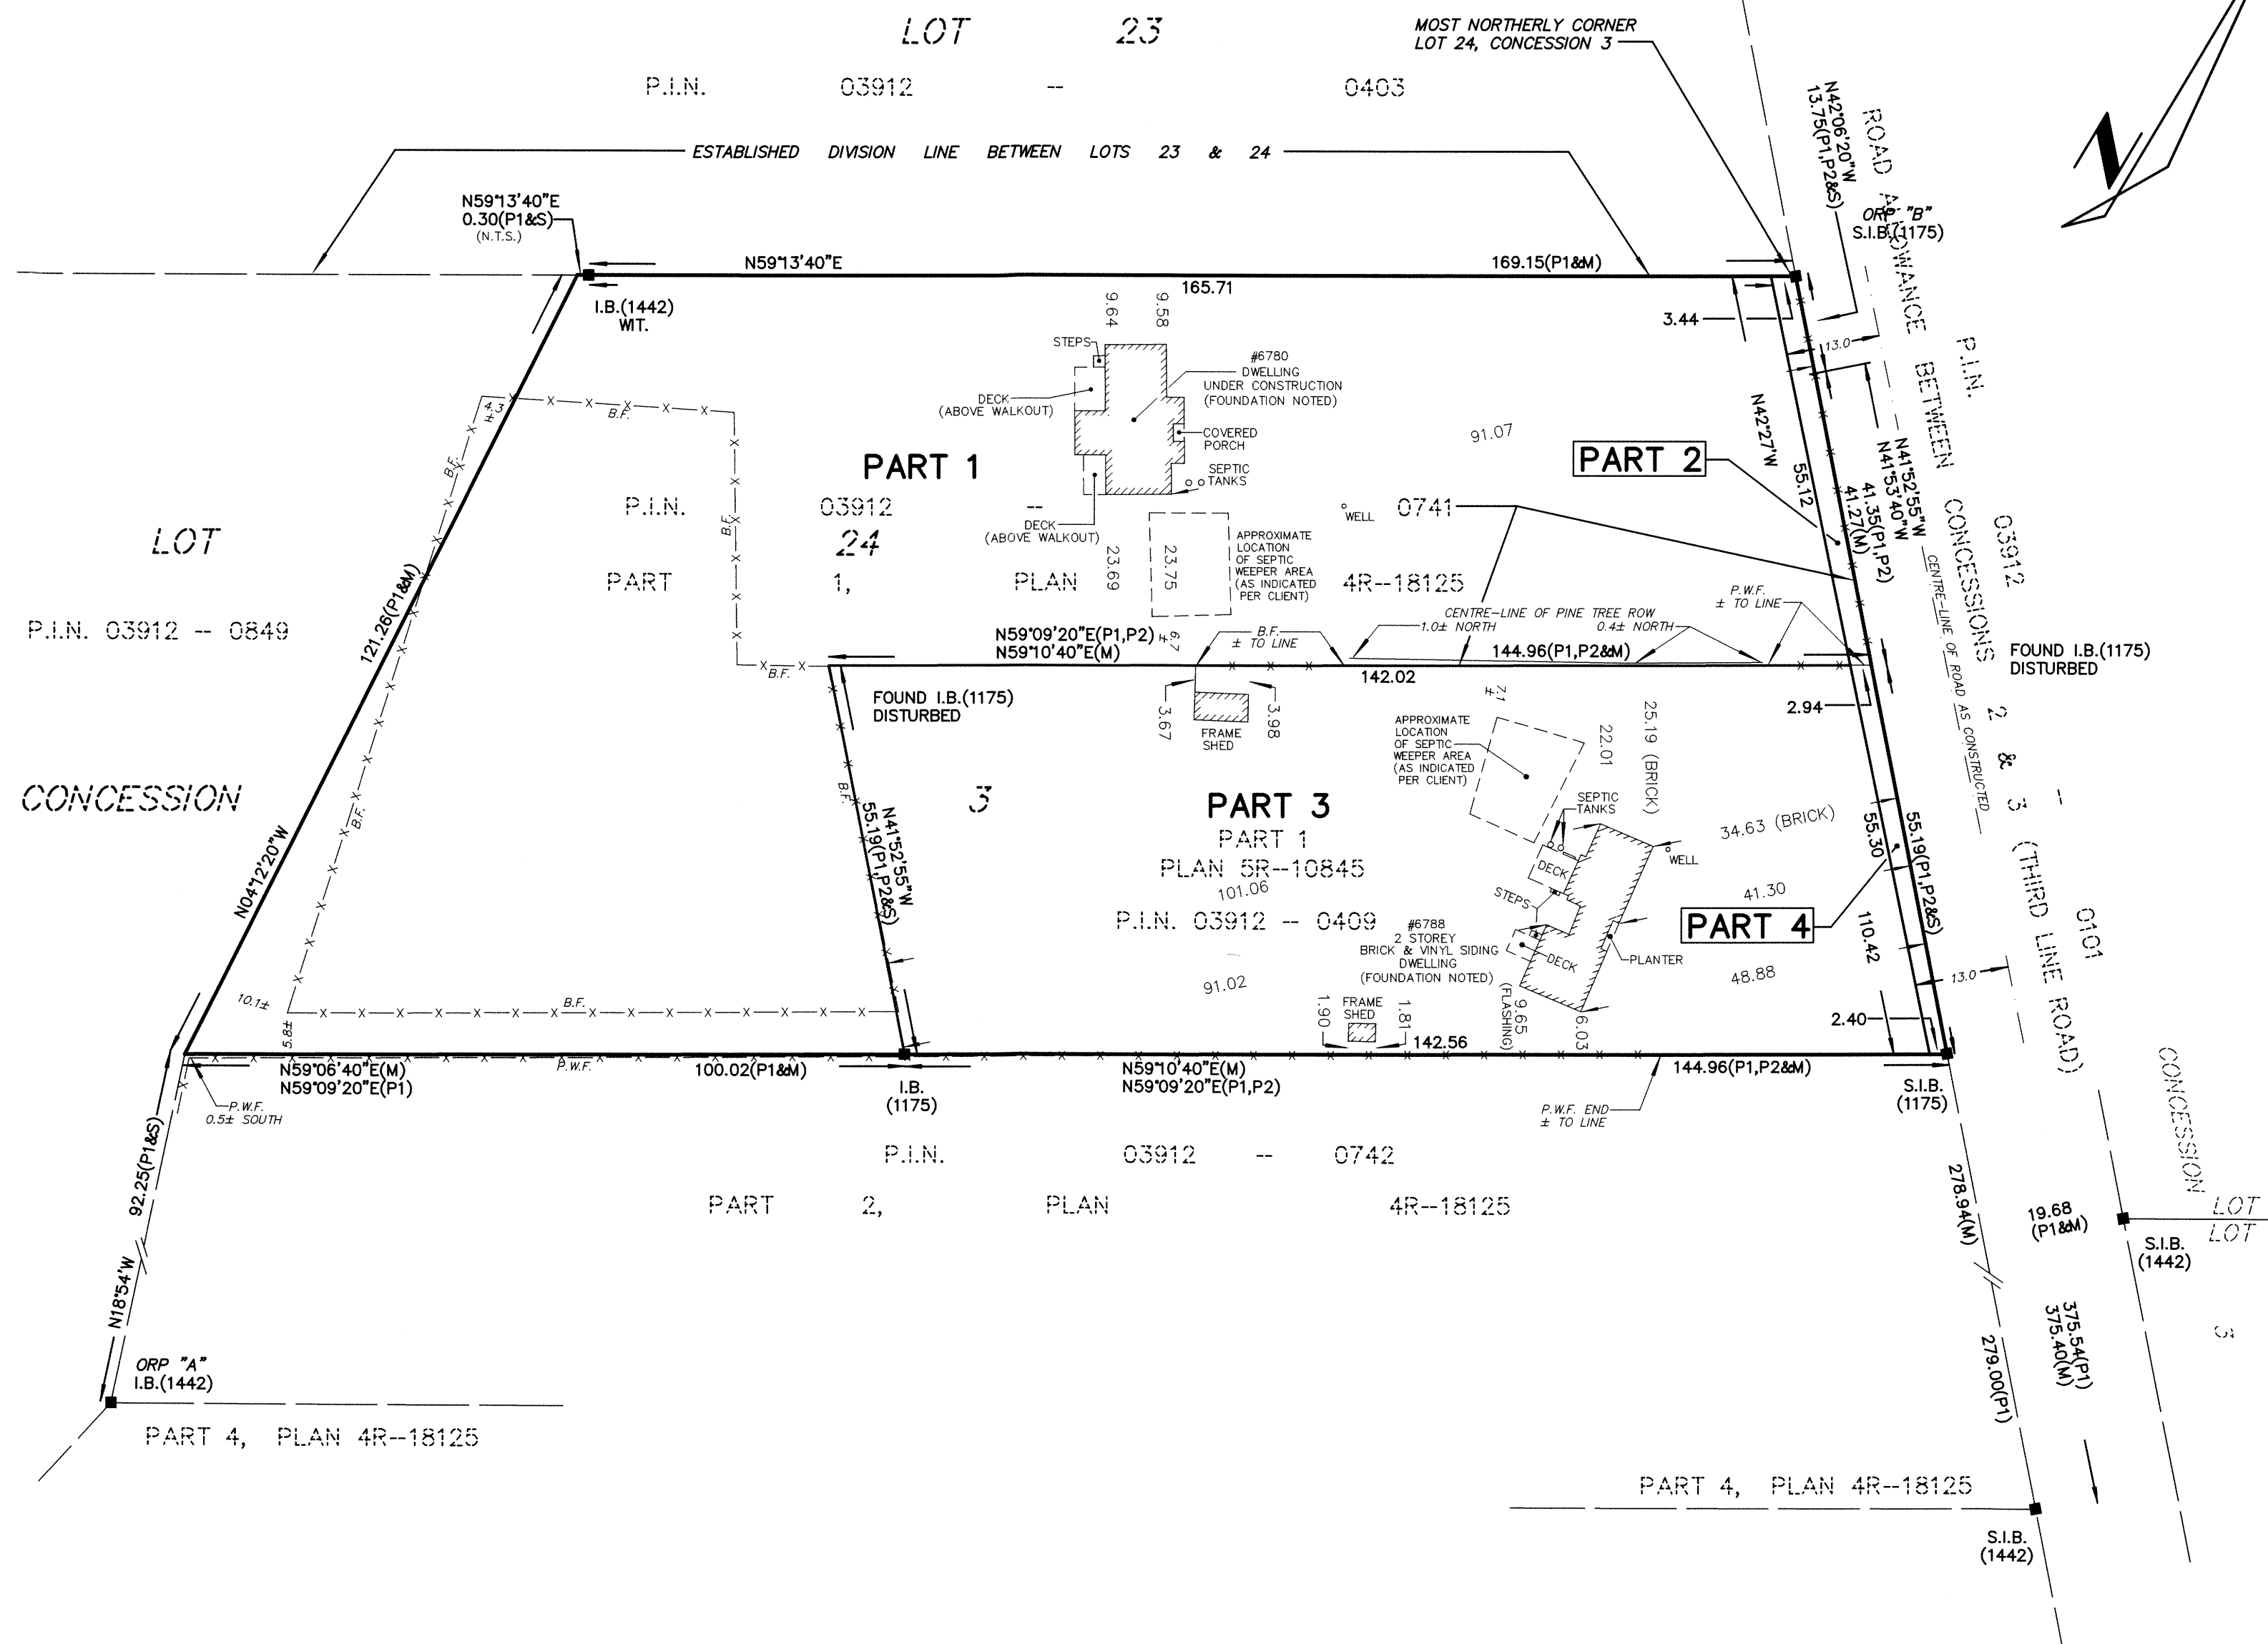 LOT 23
MOST NORTHERLY CORNER
LOT 24, CONCESSION 3
P.I.N. 03912 -- 0403
ESTABLISHED DIVISION LINE BETWEEN LOTS 23 & 24
N
N59°13'40"E
0.30(P1&S)
(N.T.S.)
N42°06'20"W
13.75(P1,P2&S)
ORP "B"
S.I.B.(1175)
N59°13'40"E
169.15(P1&M)
165.71
I.B.(1442)
WIT.
3.44
13.0
9.64
9.58
STEPS
#6780
DWELLING
UNDER CONSTRUCTION
(FOUNDATION NOTED)
DECK
(ABOVE WALKOUT)
COVERED
PORCH
SEPTIC
TANKS
DECK
(ABOVE WALKOUT)
4.3
±
B.F.
B.F.
B.F.
B.F.
PART 1
91.07
PART 2
N42°27'W
55.12
N41°52'55"W
N41°53'40"W
41.35(P1,P2)
41.27(M)
P.I.N. 03912 -- 0741
24
PART 1, PLAN 4R--18125
WELL
23.69
23.75
APPROXIMATE
LOCATION
OF SEPTIC
WEEPER AREA
(AS INDICATED
PER CLIENT)
LOT
P.I.N. 03912 -- 0849
CONCESSION 3
121.26(P1&M)
N04°12'20"W
ROAD ALLOWANCE BETWEEN CONCESSIONS 2 & 3 (THIRD LINE ROAD)
P.I.N. 03912 -- 0101
CENTRE-LINE OF ROAD AS CONSTRUCTED
P.W.F.
± TO LINE
CENTRE-LINE OF PINE TREE ROW
1.0± NORTH
0.4± NORTH
N59°09'20"E(P1,P2)
N59°10'40"E(M)
6.7
±
B.F.
± TO LINE
144.96(P1,P2&M)
142.02
FOUND I.B.(1175)
DISTURBED
FOUND I.B.(1175)
DISTURBED
2.94
3.67
3.98
FRAME
SHED
7.1
±
APPROXIMATE
LOCATION
OF SEPTIC
WEEPER AREA
(AS INDICATED
PER CLIENT)
22.01
25.19 (BRICK)
B.F.
N41°52'55"W
55.19(P1,P2&S)
B.F.
PART 3
PART 1
PLAN 5R--10845
101.06
P.I.N. 03912 -- 0409
91.02
SEPTIC
TANKS
DECK
WELL
STEPS
#6788
2 STOREY
BRICK & VINYL SIDING
DWELLING
(FOUNDATION NOTED)
DECK
PLANTER
34.63 (BRICK)
41.30
48.88
PART 4
55.30
55.19(P1,P2&S)
110.42
13.0
2.40
10.1±
5.8±
B.F.
1.90
FRAME
SHED
1.81
9.65
(FLASHING)
6.03
142.56
P.W.F.
N59°06'40"E(M)
N59°09'20"E(P1)
100.02(P1&M)
N59°10'40"E(M)
N59°09'20"E(P1,P2)
144.96(P1,P2&M)
I.B.
(1175)
S.I.B.
(1175)
P.W.F.
0.5± SOUTH
P.W.F. END
± TO LINE
P.I.N. 03912 -- 0742
PART 2, PLAN 4R--18125
92.25(P1&S)
N18°54'W
278.94(M)
279.00(P1)
19.68
(P1&M)
375.54(P1)
375.40(M)
CONCESSION 3
LOT
LOT
S.I.B.
(1442)
ORP "A"
I.B.(1442)
PART 4, PLAN 4R--18125
PART 4, PLAN 4R--18125
S.I.B.
(1442)